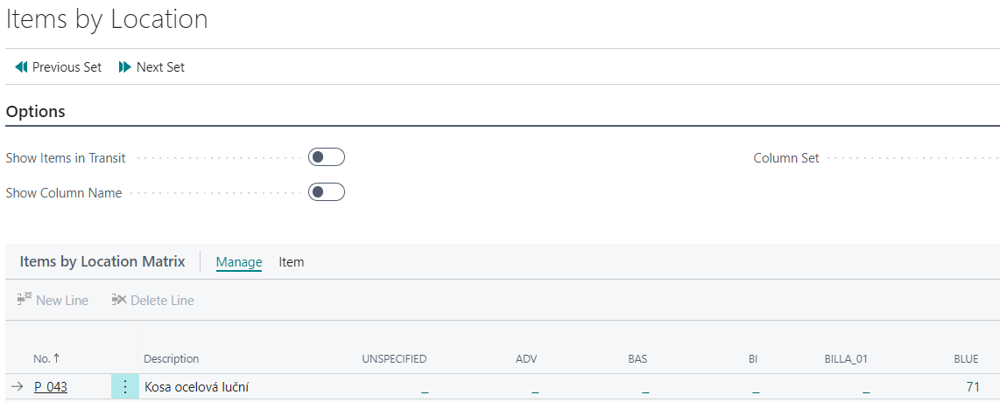 Items by Location
Previous Set Next Set
Options
Show Items in Transit Column Set
Show Column Name
Items by Location Matrix Manage Item
New Line Delete Line
No. ↑ Description UNSPECIFIED ADV BAS BI BILLA_01 BLUE
→ P_043 ⋮ Kosa ocelová luční _ _ _ _ _ 71